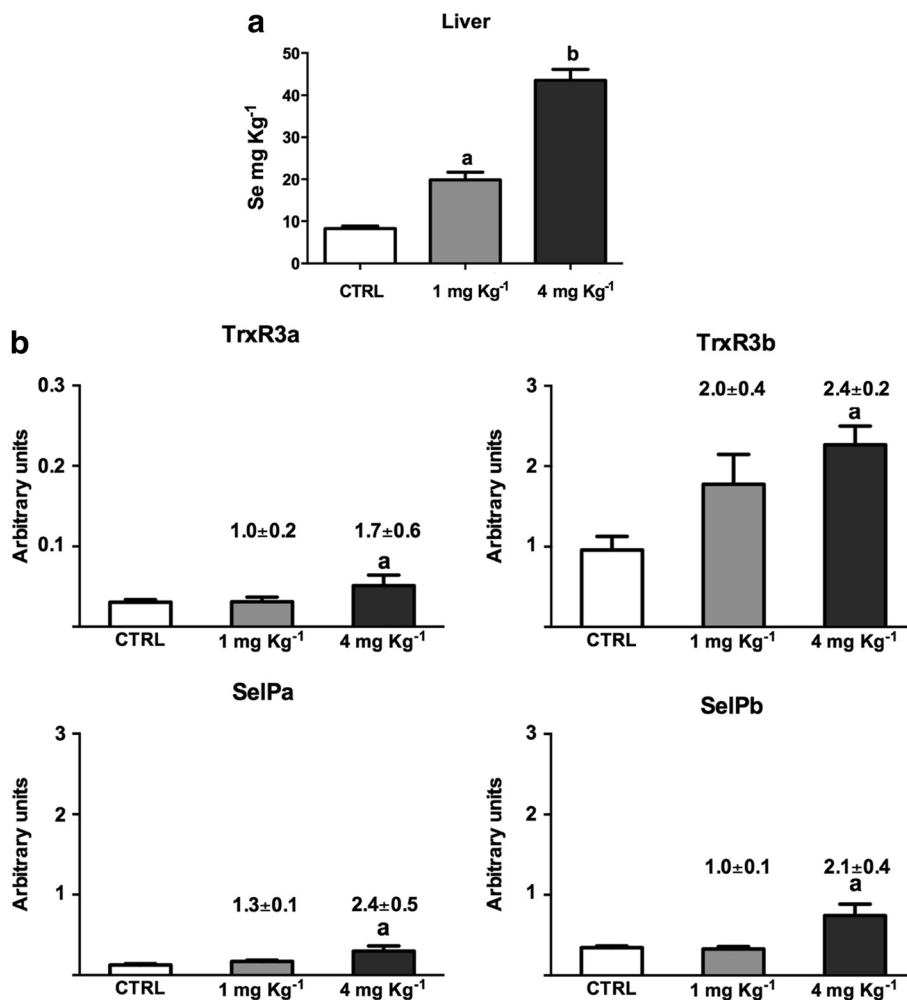 a
Liver
Se mg Kg⁻¹
50
40
30
20
10
0
a
b
CTRL 1 mg Kg⁻¹ 4 mg Kg⁻¹
b
TrxR3a
Arbitrary units
0.3
0.2
0.1
1.0±0.2 1.7±0.6
a
CTRL 1 mg Kg⁻¹ 4 mg Kg⁻¹
TrxR3b
Arbitrary units
3
2
1
2.0±0.4 2.4±0.2
a
CTRL 1 mg Kg⁻¹ 4 mg Kg⁻¹
SelPa
Arbitrary units
3
2
1
1.3±0.1 2.4±0.5
a
CTRL 1 mg Kg⁻¹ 4 mg Kg⁻¹
SelPb
Arbitrary units
3
2
1
1.0±0.1 2.1±0.4
a
CTRL 1 mg Kg⁻¹ 4 mg Kg⁻¹